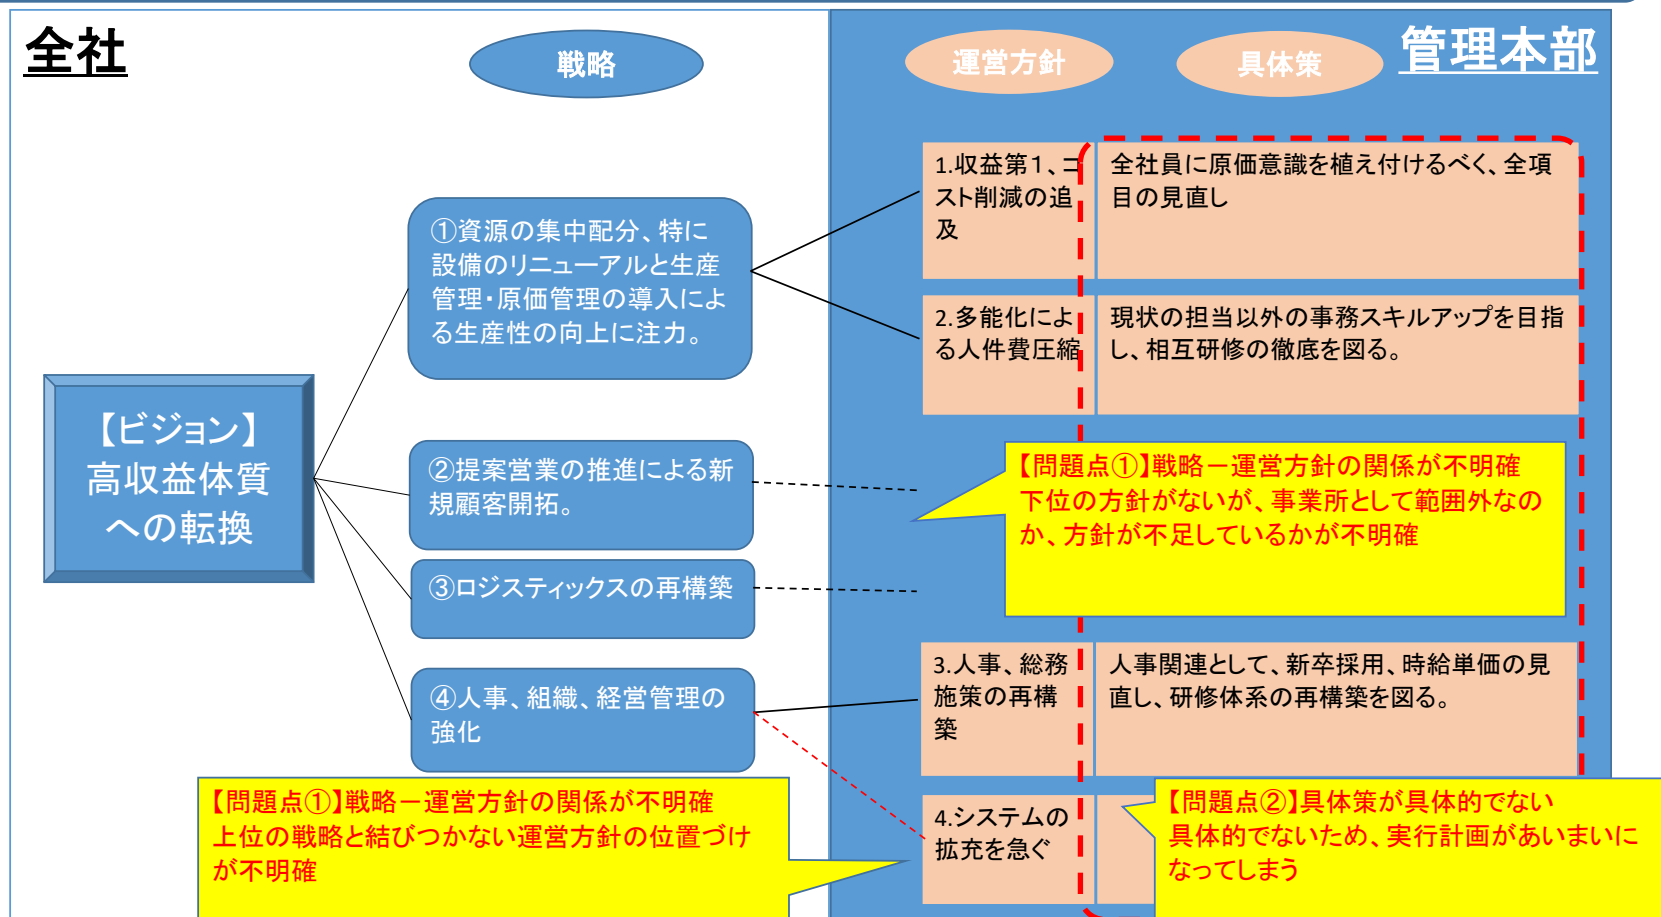 全社
戦略
運営方針
具体策
管理本部
【ビジョン】
高収益体質
への転換
①資源の集中配分、特に
設備のリニューアルと生産
管理・原価管理の導入によ
る生産性の向上に注力。
②提案営業の推進による新
規顧客開拓。
③ロジスティックスの再構築
④人事、組織、経営管理の
強化
1.収益第１、コ
スト削減の追
及
全社員に原価意識を植え付けるべく、全項
目の見直し
2.多能化によ
る人件費圧縮
現状の担当以外の事務スキルアップを目指
し、相互研修の徹底を図る。
【問題点①】戦略－運営方針の関係が不明確
下位の方針がないが、事業所として範囲外なの
か、方針が不足しているかが不明確
3.人事、総務
施策の再構
築
人事関連として、新卒採用、時給単価の見
直し、研修体系の再構築を図る。
4.システムの
拡充を急ぐ
【問題点①】戦略－運営方針の関係が不明確
上位の戦略と結びつかない運営方針の位置づけ
が不明確
【問題点②】具体策が具体的でない
具体的でないため、実行計画があいまいに
なってしまう